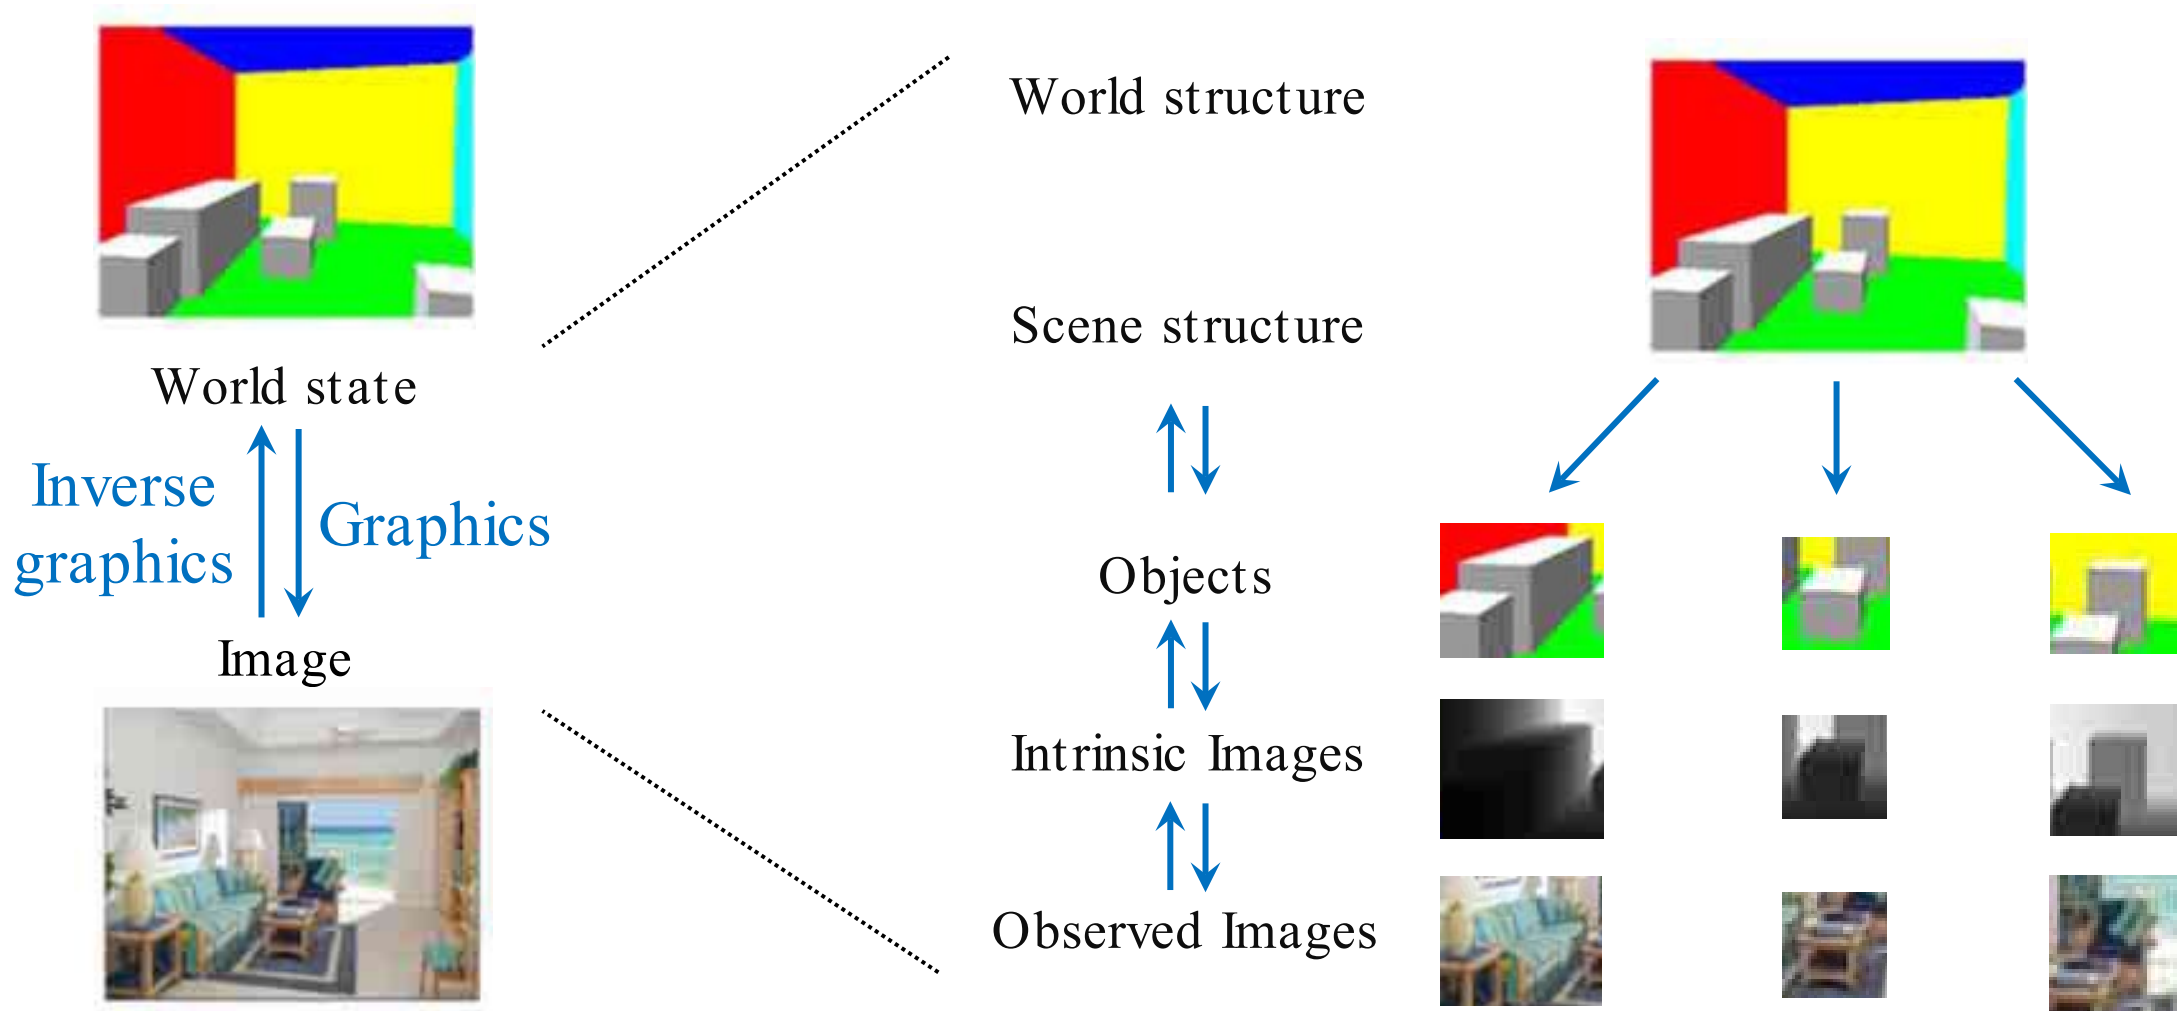 World state
Inverse
graphics
Graphics
Image
World structure
Scene structure
Objects
Intrinsic Images
Observed Images